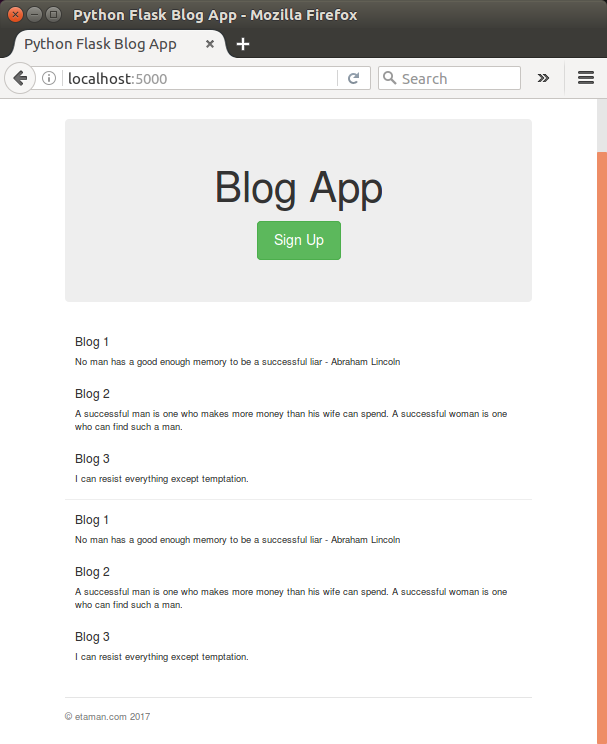 Python Flask Blog App - Mozilla Firefox
Python Flask Blog App
localhost:5000
Search
Blog App
Sign Up
Blog 1
No man has a good enough memory to be a successful liar - Abraham Lincoln
Blog 2
A successful man is one who makes more money than his wife can spend. A successful woman is one
who can find such a man.
Blog 3
I can resist everything except temptation.
Blog 1
No man has a good enough memory to be a successful liar - Abraham Lincoln
Blog 2
A successful man is one who makes more money than his wife can spend. A successful woman is one
who can find such a man.
Blog 3
I can resist everything except temptation.
© etaman.com 2017